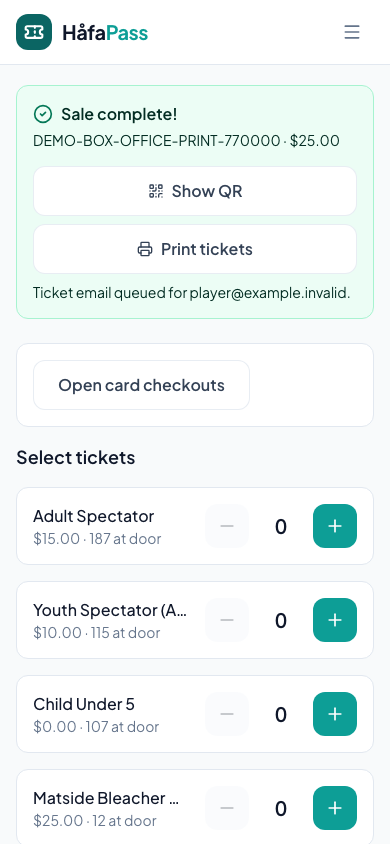 HåfaPass
Sale complete!
DEMO-BOX-OFFICE-PRINT-770000 · $25.00
Show QR
Print tickets
Ticket email queued for player@example.invalid.
Open card checkouts
Select tickets
Adult Spectator
$15.00 · 187 at door
0
Youth Spectator (A...
$10.00 · 115 at door
0
Child Under 5
$0.00 · 107 at door
0
Matside Bleacher ...
$25.00 · 12 at door
0